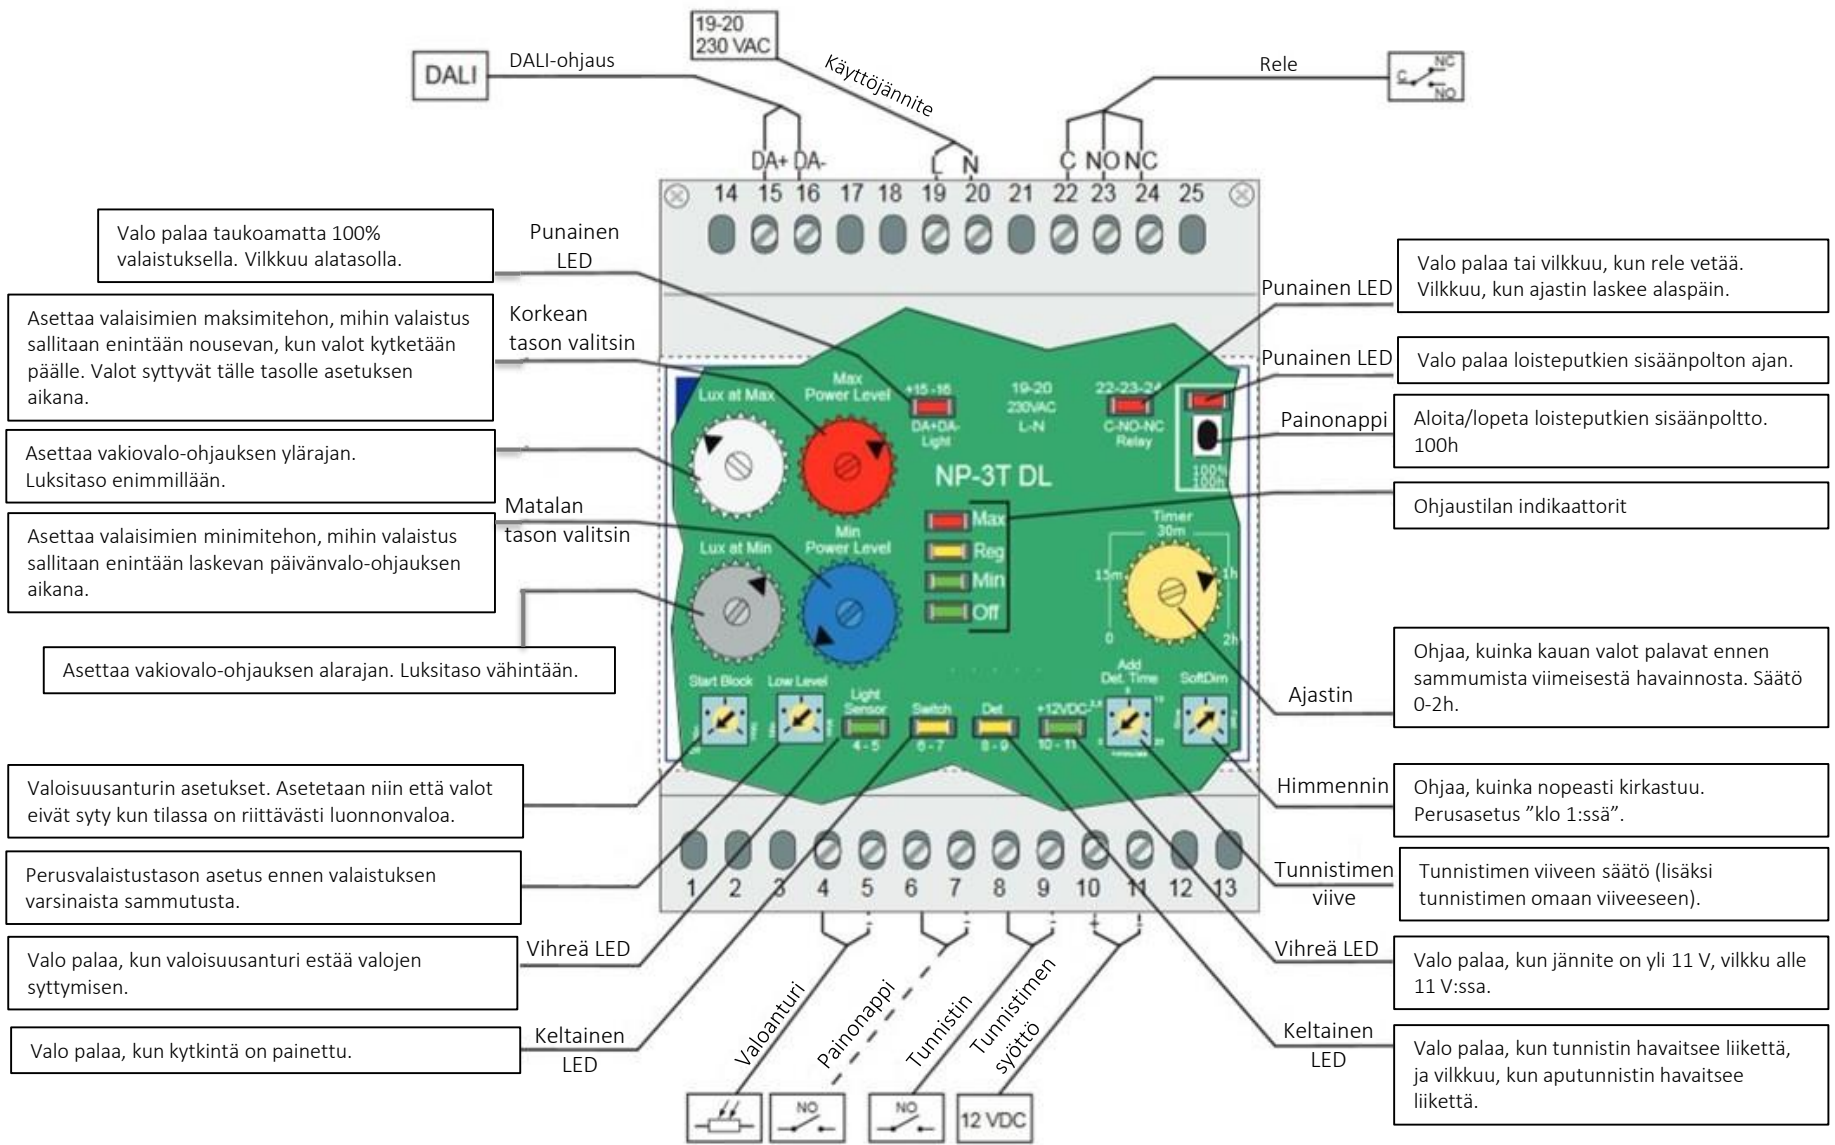 19-20
230 VAC
DALI
DALI-ohjaus
Käyttöjännite
Rele
C
NC
NO
DA+ DA-
L N
C NO NC
14 15 16 17 18 19 20 21 22 23 24 25
Valo palaa taukoamatta 100%
valaistuksella. Vilkkuu alatasolla.
Punainen
LED
Asettaa valaisimien maksimitehon, mihin valaistus
sallitaan enintään nousevan, kun valot kytketään
päälle. Valot syttyvät tälle tasolle asetuksen
aikana.
Korkean
tason valitsin
Asettaa vakiovalo-ohjauksen ylärajan.
Luksitaso enimmillään.
Matalan
tason valitsin
Asettaa valaisimien minimitehon, mihin valaistus
sallitaan enintään laskevan päivänvalo-ohjauksen
aikana.
Asettaa vakiovalo-ohjauksen alarajan. Luksitaso vähintään.
Valoisuusanturin asetukset. Asetetaan niin että valot
eivät syty kun tilassa on riittävästi luonnonvaloa.
Perusvalaistustason asetus ennen valaistuksen
varsinaista sammutusta.
Vihreä LED
Valo palaa, kun valoisuusanturi estää valojen
syttymisen.
Keltainen
LED
Valo palaa, kun kytkintä on painettu.
Lux at Max
Max
Power Level
+15 -16
DA+DA-
Light
19-20
230VAC
L-N
22-23-24
C-NO-NC
Relay
100%
100h
NP-3T DL
Max
Reg
Min
Off
Lux at Min
Min
Power Level
Timer
30m
15m
1h
0
2h
Start Block
Low Level
Light
Sensor
4 - 5
Switch
6 - 7
Det
8 - 9
+12VDC-
10 - 11
Add
Det. Time
SoftDim
Punainen LED
Valo palaa tai vilkkuu, kun rele vetää.
Vilkkuu, kun ajastin laskee alaspäin.
Punainen LED
Valo palaa loisteputkien sisäänpolton ajan.
Painonappi
Aloita/lopeta loisteputkien sisäänpoltto.
100h
Ohjaustilan indikaattorit
Ajastin
Ohjaa, kuinka kauan valot palavat ennen
sammumista viimeisestä havainnosta. Säätö
0-2h.
Himmennin
Ohjaa, kuinka nopeasti kirkastuu.
Perusasetus ”klo 1:ssä”.
Tunnistimen
viive
Tunnistimen viiveen säätö (lisäksi
tunnistimen omaan viiveeseen).
Vihreä LED
Valo palaa, kun jännite on yli 11 V, vilkku alle
11 V:ssa.
Keltainen
LED
Valo palaa, kun tunnistin havaitsee liikettä,
ja vilkkuu, kun aputunnistin havaitsee
liikettä.
1 2 3 4 5 6 7 8 9 10 11 12 13
- - - + -
Valoanturi
Painonappi
Tunnistin
Tunnistimen
syöttö
NO
NO
12 VDC